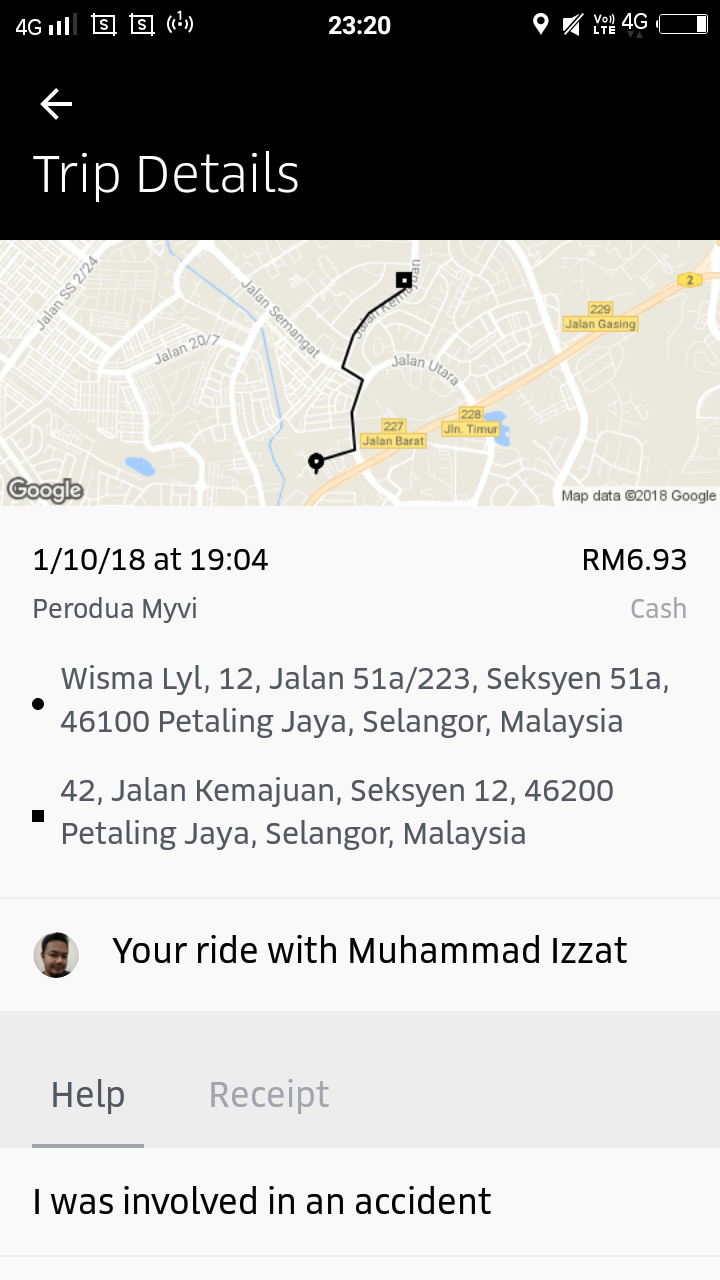 4G 23:20 Vo)) LTE 4G
Trip Details
Jalan SS 2/24
Jalan Semangat
Jalan Kemajuan
2
229
Jalan Gasing
Jalan 20/7
Jalan Utara
228
Jln. Timur
227
Jalan Barat
Google
Map data ©2018 Google
1/10/18 at 19:04 RM6.93
Perodua Myvi Cash
Wisma Lyl, 12, Jalan 51a/223, Seksyen 51a,
46100 Petaling Jaya, Selangor, Malaysia
42, Jalan Kemajuan, Seksyen 12, 46200
Petaling Jaya, Selangor, Malaysia
Your ride with Muhammad Izzat
Help Receipt
I was involved in an accident